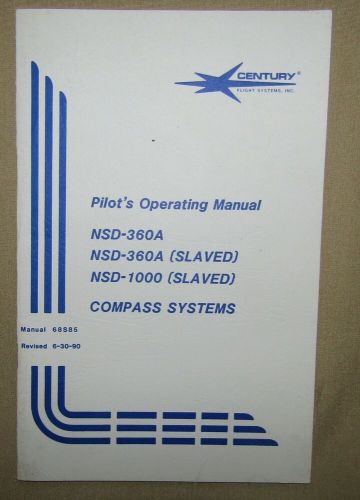 CENTURY®
FLIGHT SYSTEMS, INC.
Pilot's Operating Manual
NSD-360A
NSD-360A (SLAVED)
NSD-1000 (SLAVED)
COMPASS SYSTEMS
Manual 68S85
Revised 6-30-90